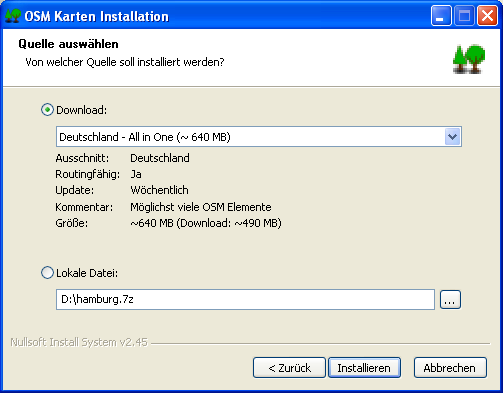 OSM Karten Installation
Quelle auswählen
Von welcher Quelle soll installiert werden?
Download:
Deutschland - All in One (~ 640 MB)
Ausschnitt: Deutschland
Routingfähig: Ja
Update: Wöchentlich
Kommentar: Möglichst viele OSM Elemente
Größe: ~640 MB (Download: ~490 MB)
Lokale Datei:
D:\hamburg.7z
...
Nullsoft Install System v2.45
< Zurück Installieren Abbrechen